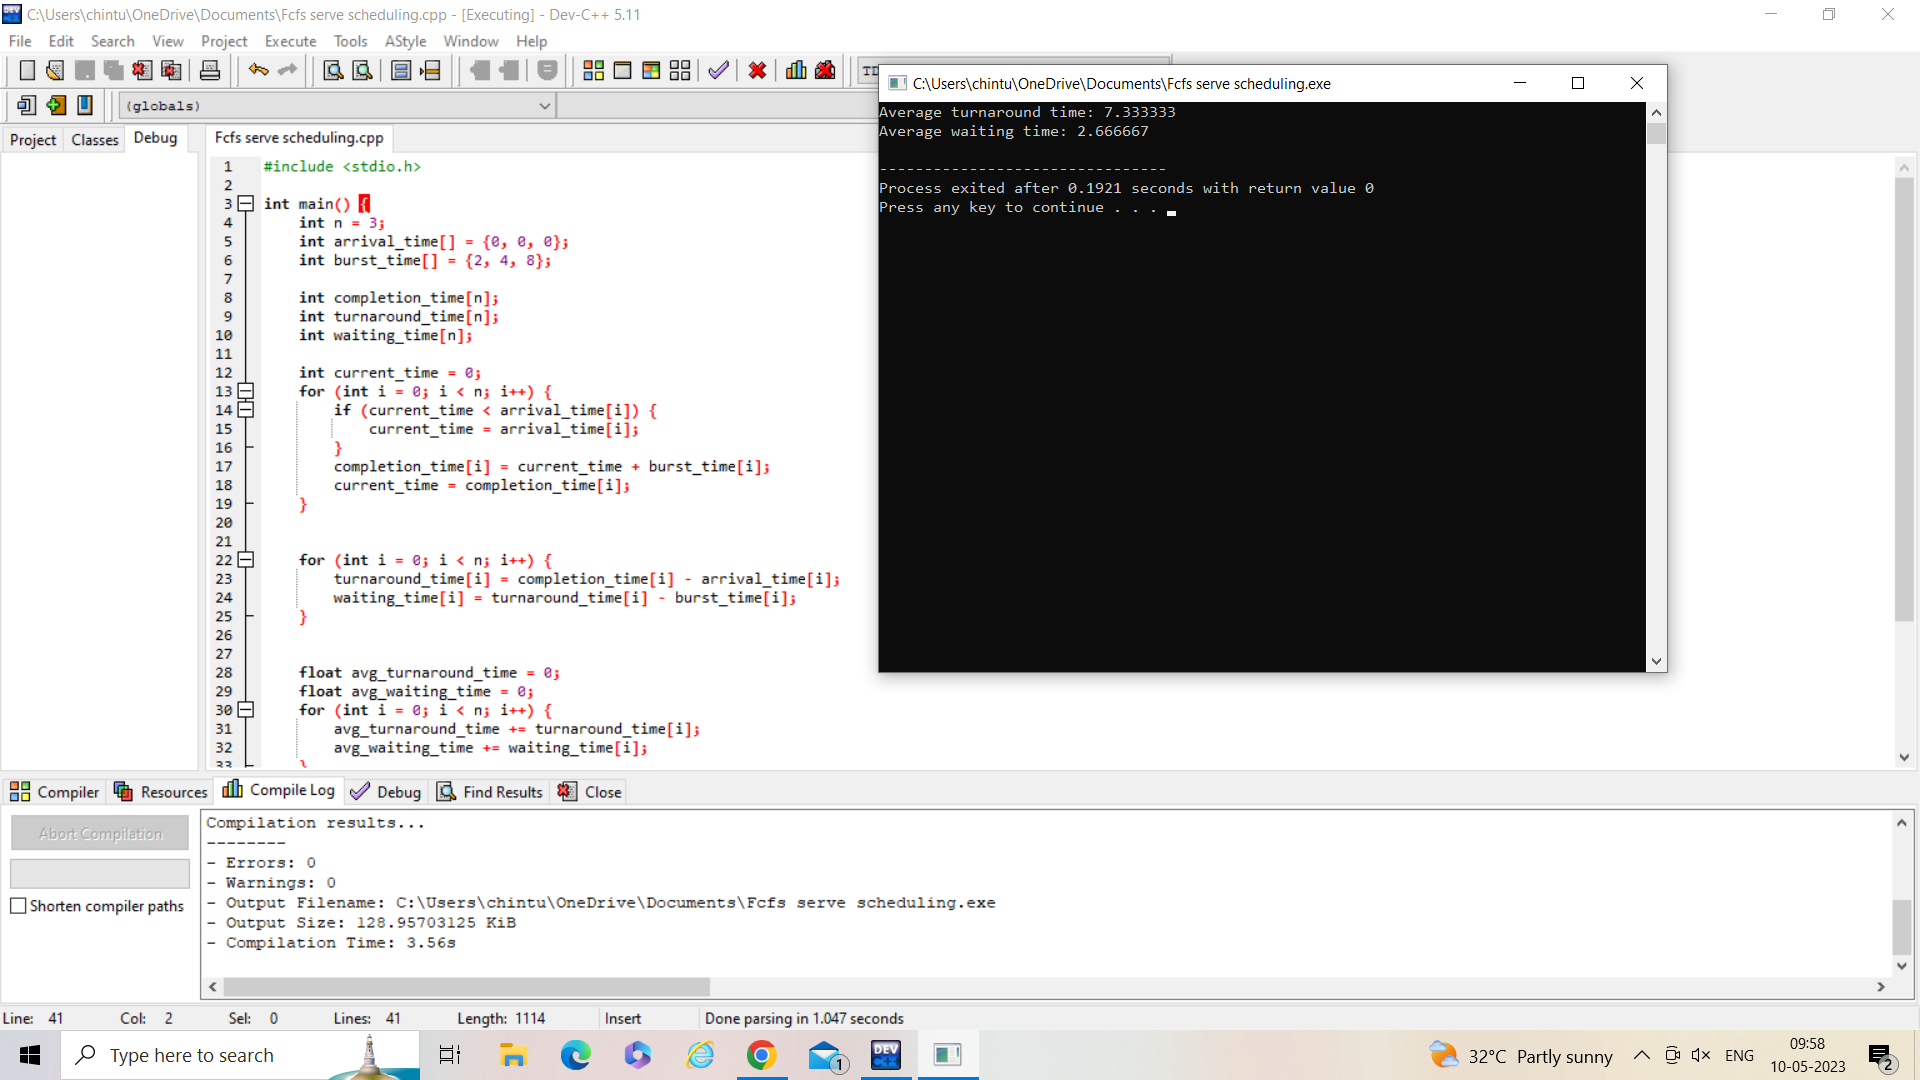 C:\Users\chintu\OneDrive\Documents\Fcfs serve scheduling.cpp - [Executing] - Dev-C++ 5.11
File Edit Search View Project Execute Tools AStyle Window Help
(globals)
Project Classes Debug
Fcfs serve scheduling.cpp
1 #include <stdio.h>
2
3 int main() {
4 int n = 3;
5 int arrival_time[] = {0, 0, 0};
6 int burst_time[] = {2, 4, 8};
7
8 int completion_time[n];
9 int turnaround_time[n];
10 int waiting_time[n];
11
12 int current_time = 0;
13 for (int i = 0; i < n; i++) {
14 if (current_time < arrival_time[i]) {
15 current_time = arrival_time[i];
16 }
17 completion_time[i] = current_time + burst_time[i];
18 current_time = completion_time[i];
19 }
20
21
22 for (int i = 0; i < n; i++) {
23 turnaround_time[i] = completion_time[i] - arrival_time[i];
24 waiting_time[i] = turnaround_time[i] - burst_time[i];
25 }
26
27
28 float avg_turnaround_time = 0;
29 float avg_waiting_time = 0;
30 for (int i = 0; i < n; i++) {
31 avg_turnaround_time += turnaround_time[i];
32 avg_waiting_time += waiting_time[i];
33 }
C:\Users\chintu\OneDrive\Documents\Fcfs serve scheduling.exe
Average turnaround time: 7.333333
Average waiting time: 2.666667
--------------------------------
Process exited after 0.1921 seconds with return value 0
Press any key to continue . . .
Compiler Resources Compile Log Debug Find Results Close
Abort Compilation
Shorten compiler paths
Compilation results...
--------
- Errors: 0
- Warnings: 0
- Output Filename: C:\Users\chintu\OneDrive\Documents\Fcfs serve scheduling.exe
- Output Size: 128.95703125 KiB
- Compilation Time: 3.56s
Line: 41 Col: 2 Sel: 0 Lines: 41 Length: 1114 Insert Done parsing in 1.047 seconds
Type here to search
1
DEV C++
32°C Partly sunny
ENG
09:58
10-05-2023
2